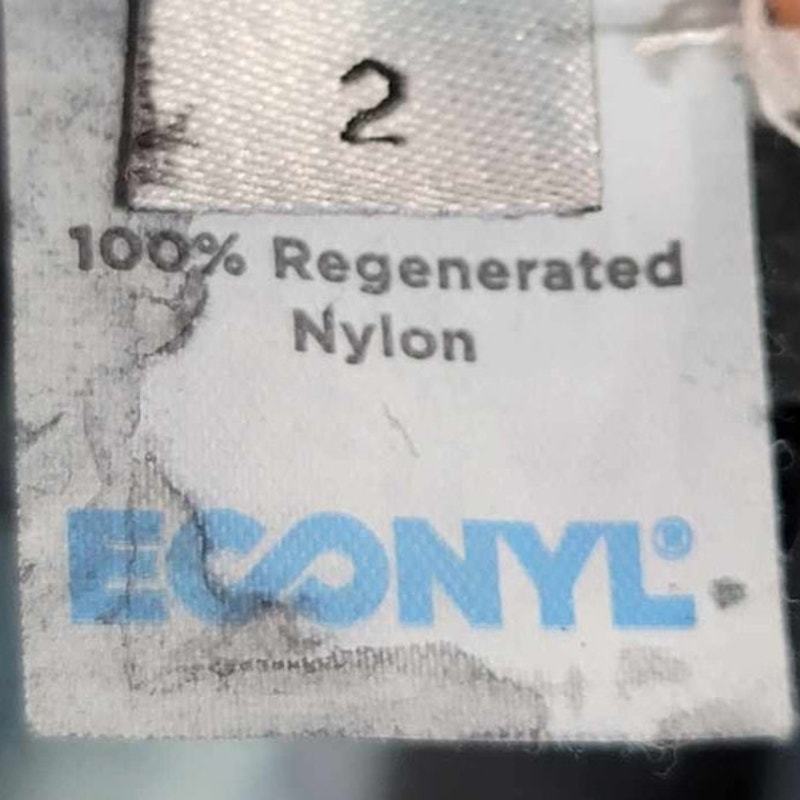 2
100% Regenerated
Nylon
ECONYL®